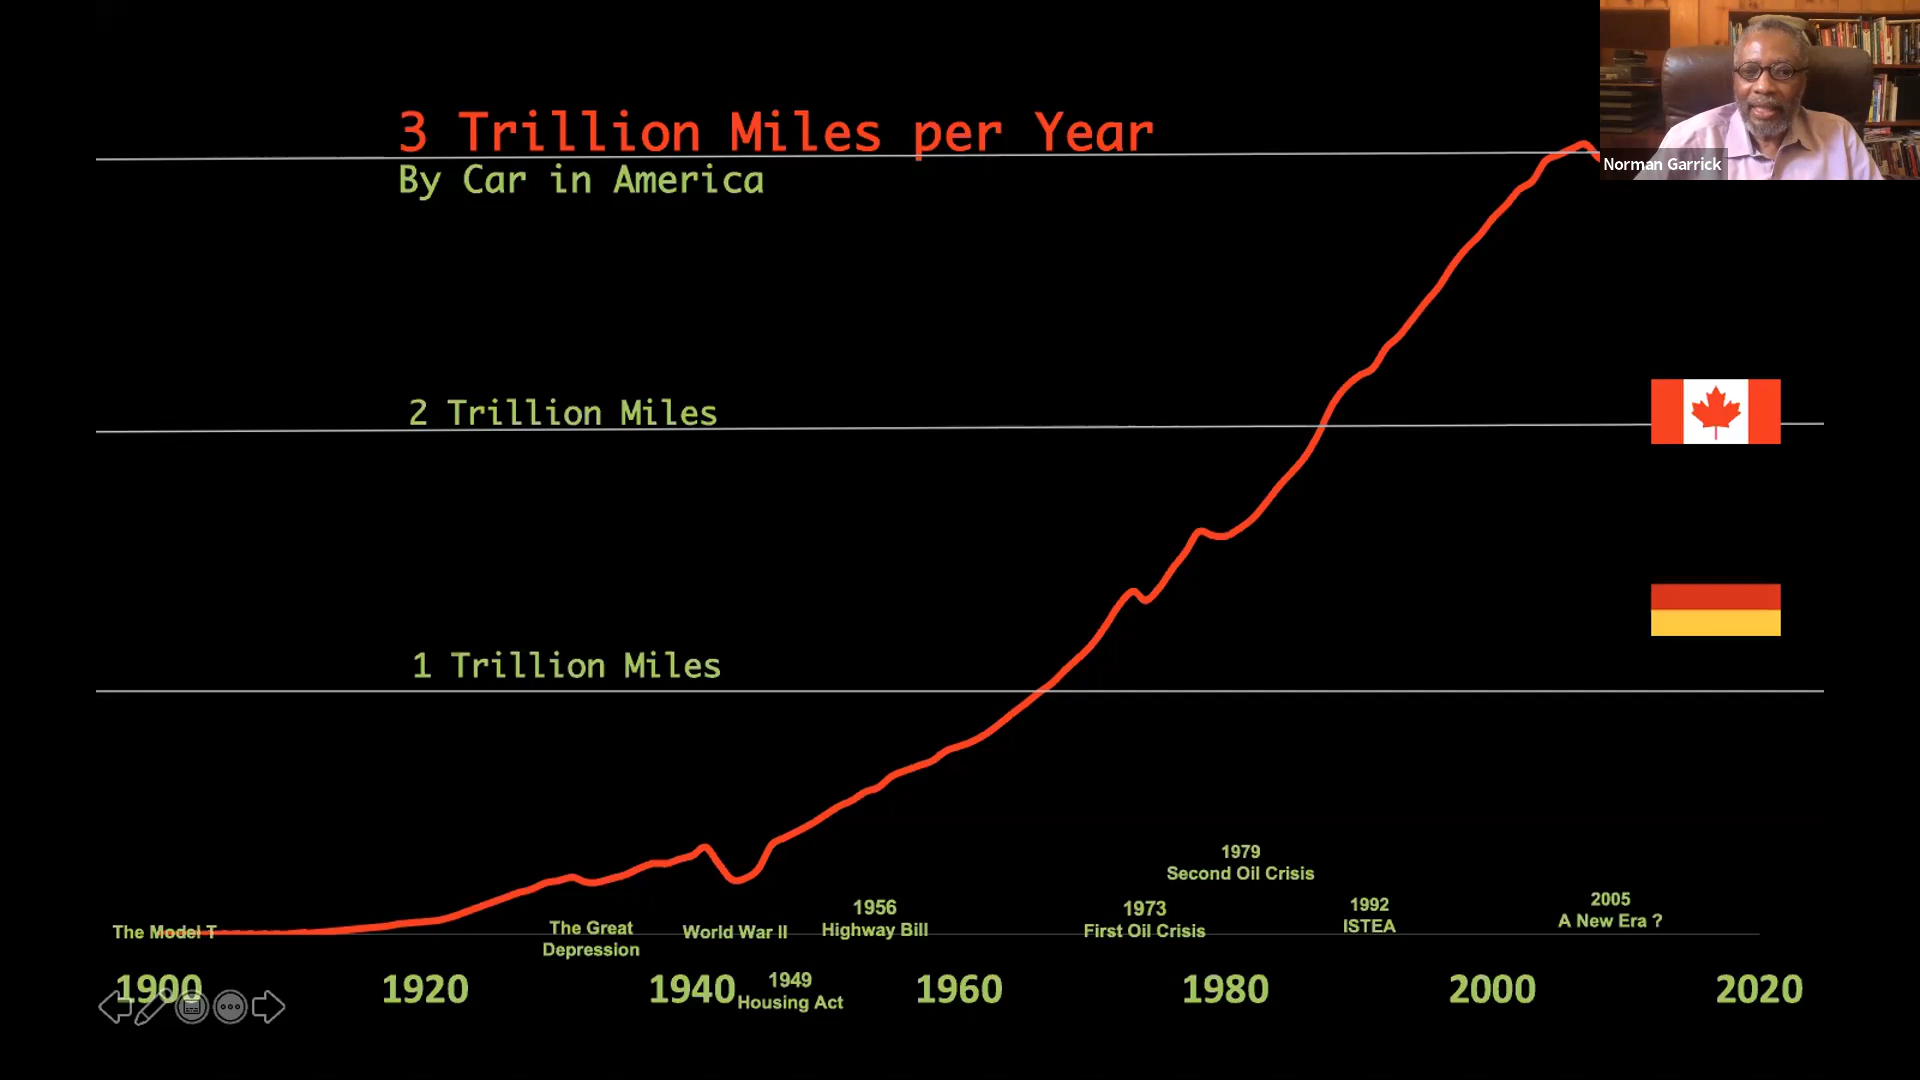 3 Trillion Miles per Year
By Car in America
Norman Garrick
2 Trillion Miles
1 Trillion Miles
1979
Second Oil Crisis
1956
Highway Bill
1973
First Oil Crisis
1992
ISTEA
2005
A New Era ?
The Model T
The Great
Depression
World War II
1949
Housing Act
1900
1920
1940
1960
1980
2000
2020